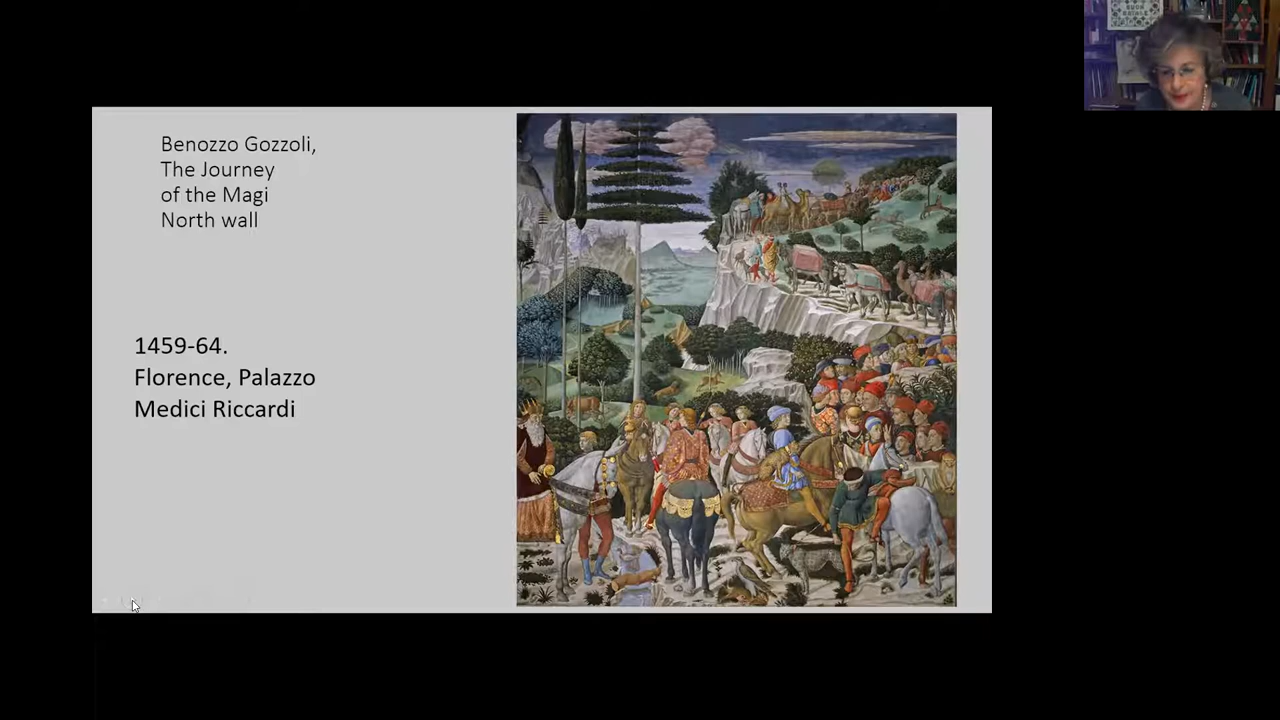 Benozzo Gozzoli,
The Journey
of the Magi
North wall
1459-64.
Florence, Palazzo
Medici Riccardi